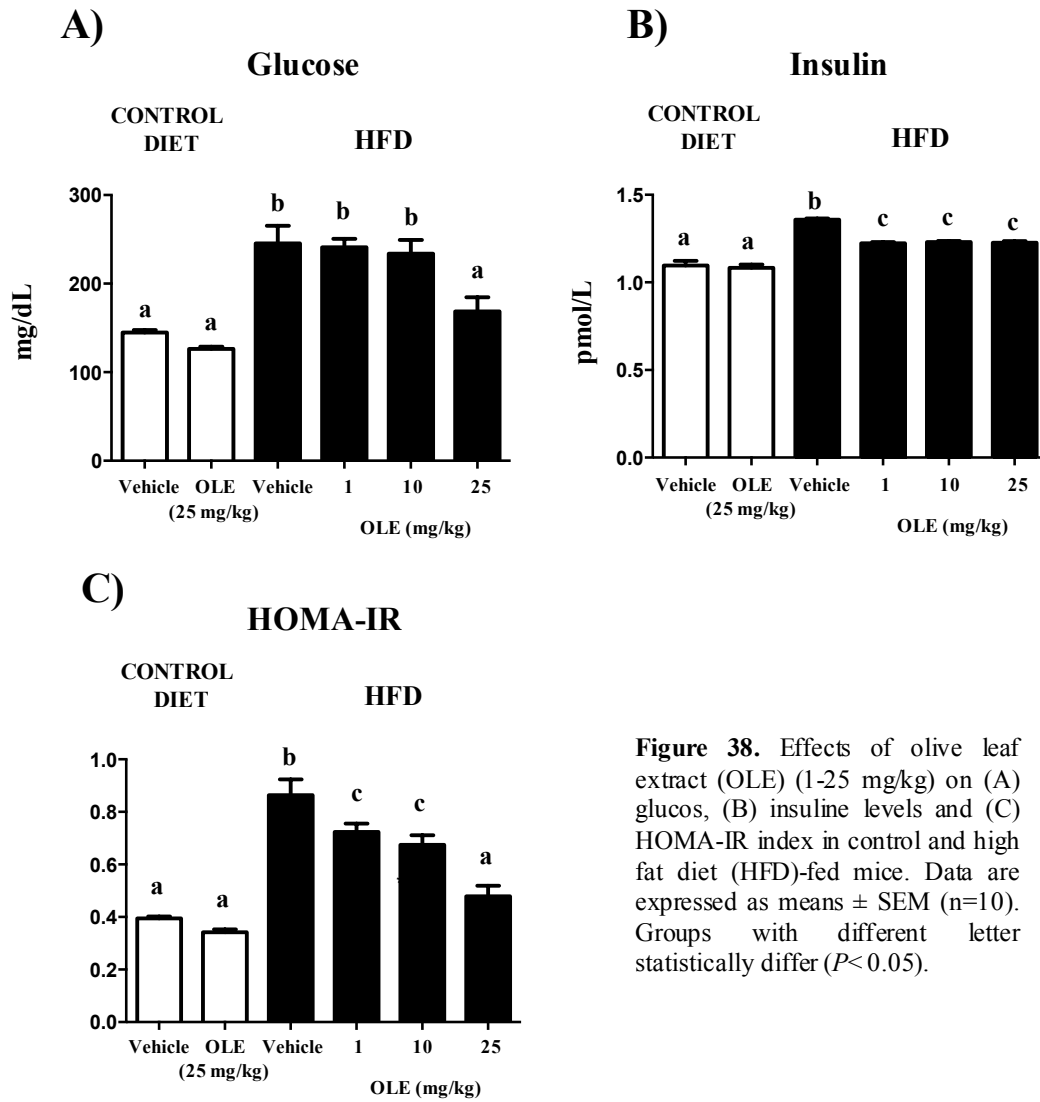 A)
Glucose
CONTROL
DIET
HFD
mg/dL
300
200
100
0
a
a
b
b
b
a
Vehicle OLE Vehicle 1 10 25
(25 mg/kg)
OLE (mg/kg)
B)
Insulin
CONTROL
DIET
HFD
pmol/L
1.5
1.0
0.5
0.0
a
a
b
c
c
c
Vehicle OLE Vehicle 1 10 25
(25 mg/kg)
OLE (mg/kg)
C)
HOMA-IR
CONTROL
DIET
HFD
1.0
0.8
0.6
0.4
0.2
0.0
a
a
b
c
c
a
Vehicle OLE Vehicle 1 10 25
(25 mg/kg)
OLE (mg/kg)
Figure 38. Effects of olive leaf
extract (OLE) (1-25 mg/kg) on (A)
glucos, (B) insuline levels and (C)
HOMA-IR index in control and high
fat diet (HFD)-fed mice. Data are
expressed as means ± SEM (n=10).
Groups with different letter
statistically differ (P< 0.05).